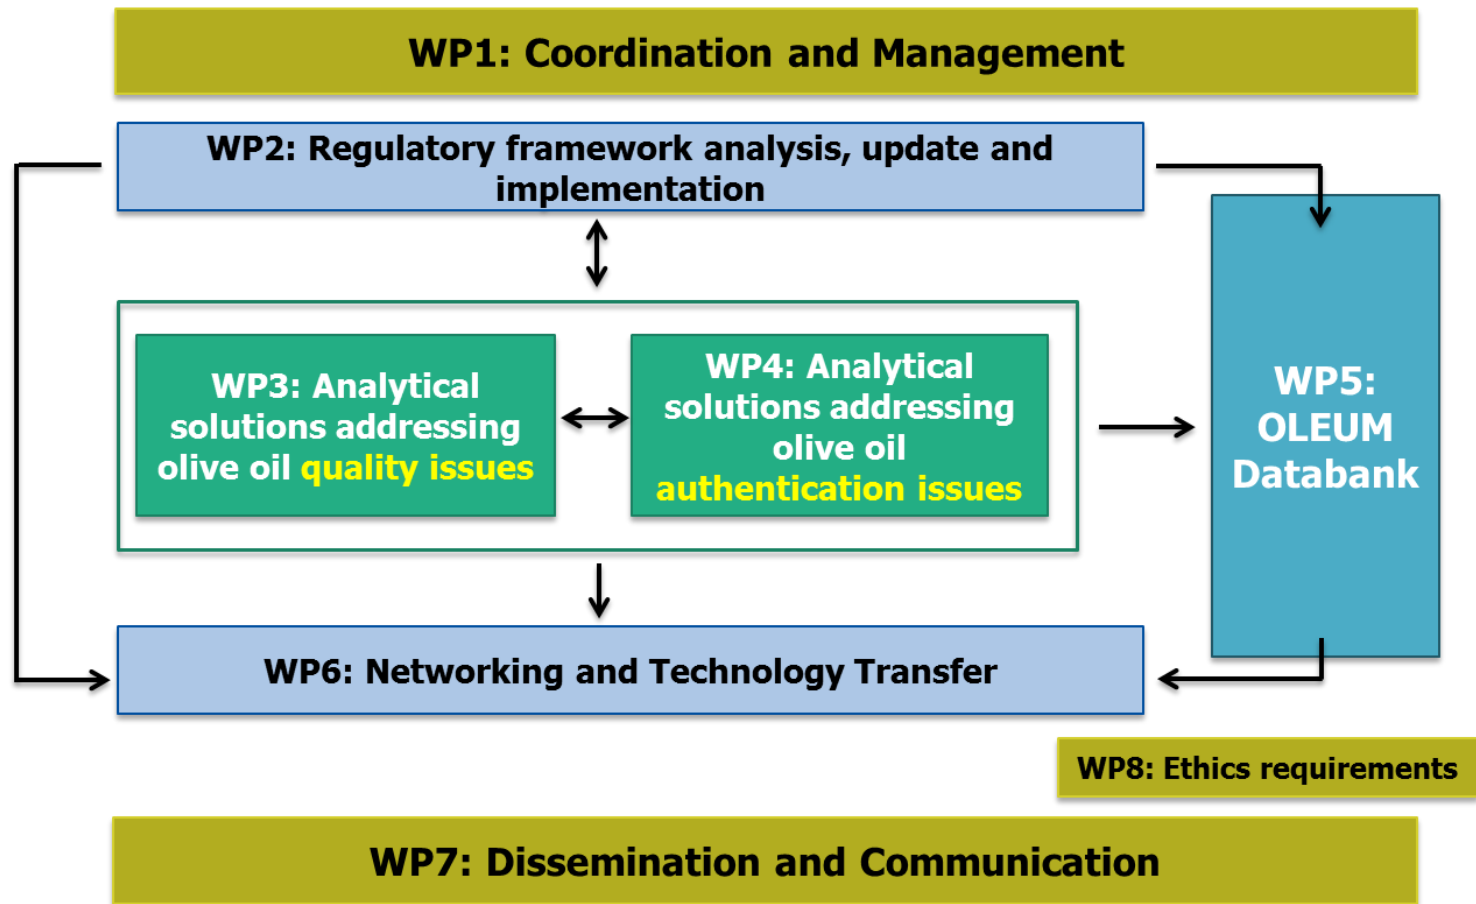 WP1: Coordination and Management
WP2: Regulatory framework analysis, update and
implementation
WP3: Analytical
solutions addressing
olive oil quality issues
WP4: Analytical
solutions addressing
olive oil
authentication issues
WP5:
OLEUM
Databank
WP6: Networking and Technology Transfer
WP8: Ethics requirements
WP7: Dissemination and Communication